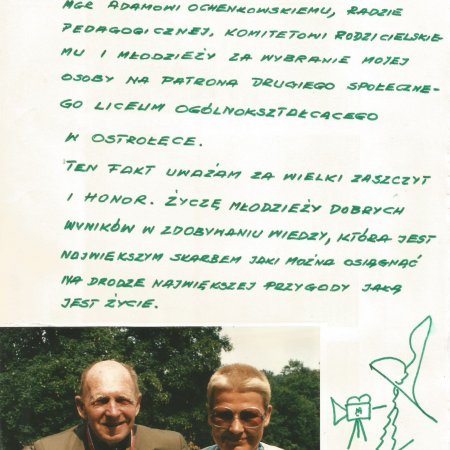 MGR ADAMOWI OCHENKOWSKIEMU, RADZIE
PEDAGOGICZNEJ, KOMITETOWI RODZICIELSKIE-
MU I MŁODZIEŻY ZA WYBRANIE MOJEJ
OSOBY NA PATRONA DRUGIEGO SPOŁECZNE-
GO LICEUM OGÓLNOKSZTAŁCĄCEGO
W OSTROŁĘCE.
TEN FAKT UWAŻAM ZA WIELKI ZASZCZYT
I HONOR. ŻYCZĘ MŁODZIEŻY DOBRYCH
WYNIKÓW W ZDOBYWANIU WIEDZY, KTÓRA JEST
NAJWIĘKSZYM SKARBEM JAKI MOŻNA OSIĄGNĄĆ
NA DRODZE NAJWIĘKSZEJ PRZYGODY JAKĄ
JEST ŻYCIE.